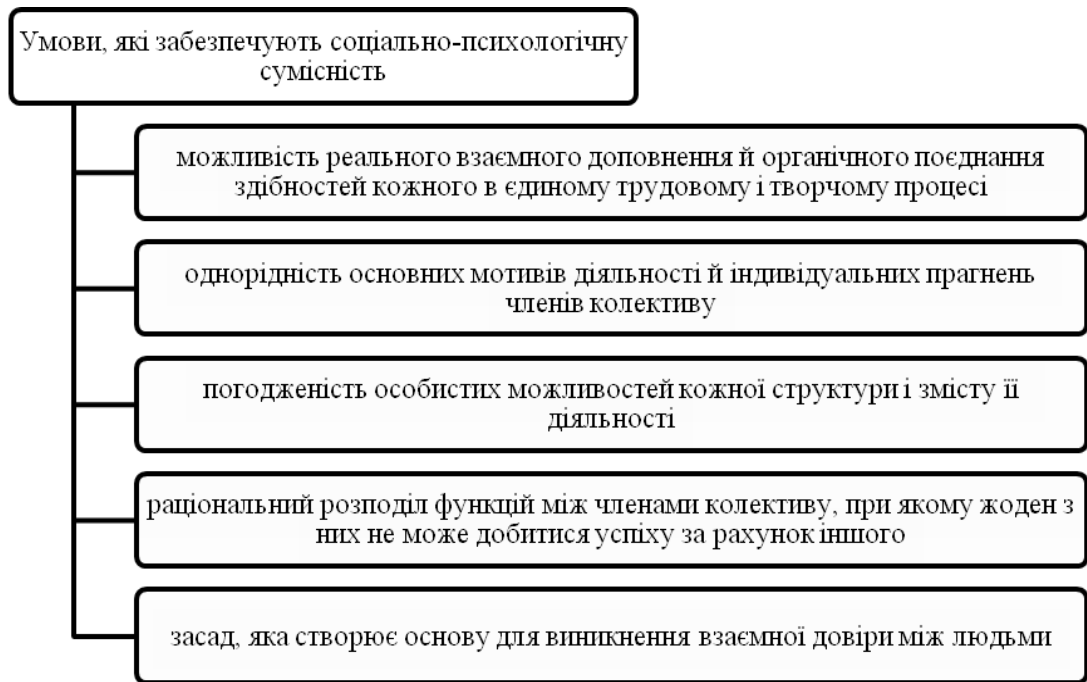 Умови, які забезпечують соціально-психологічну
сумісність
можливість реального взаємного доповнення й органічного поєднання
здібностей кожного в єдиному трудовому і творчому процесі
однорідність основних мотивів діяльності й індивідуальних прагнень
членів колективу
погодженість особистих можливостей кожної структури і змісту її
діяльності
раціональний розподіл функцій між членами колективу, при якому жоден з
них не може добитися успіху за рахунок іншого
засад, яка створює основу для виникнення взаємної довіри між людьми